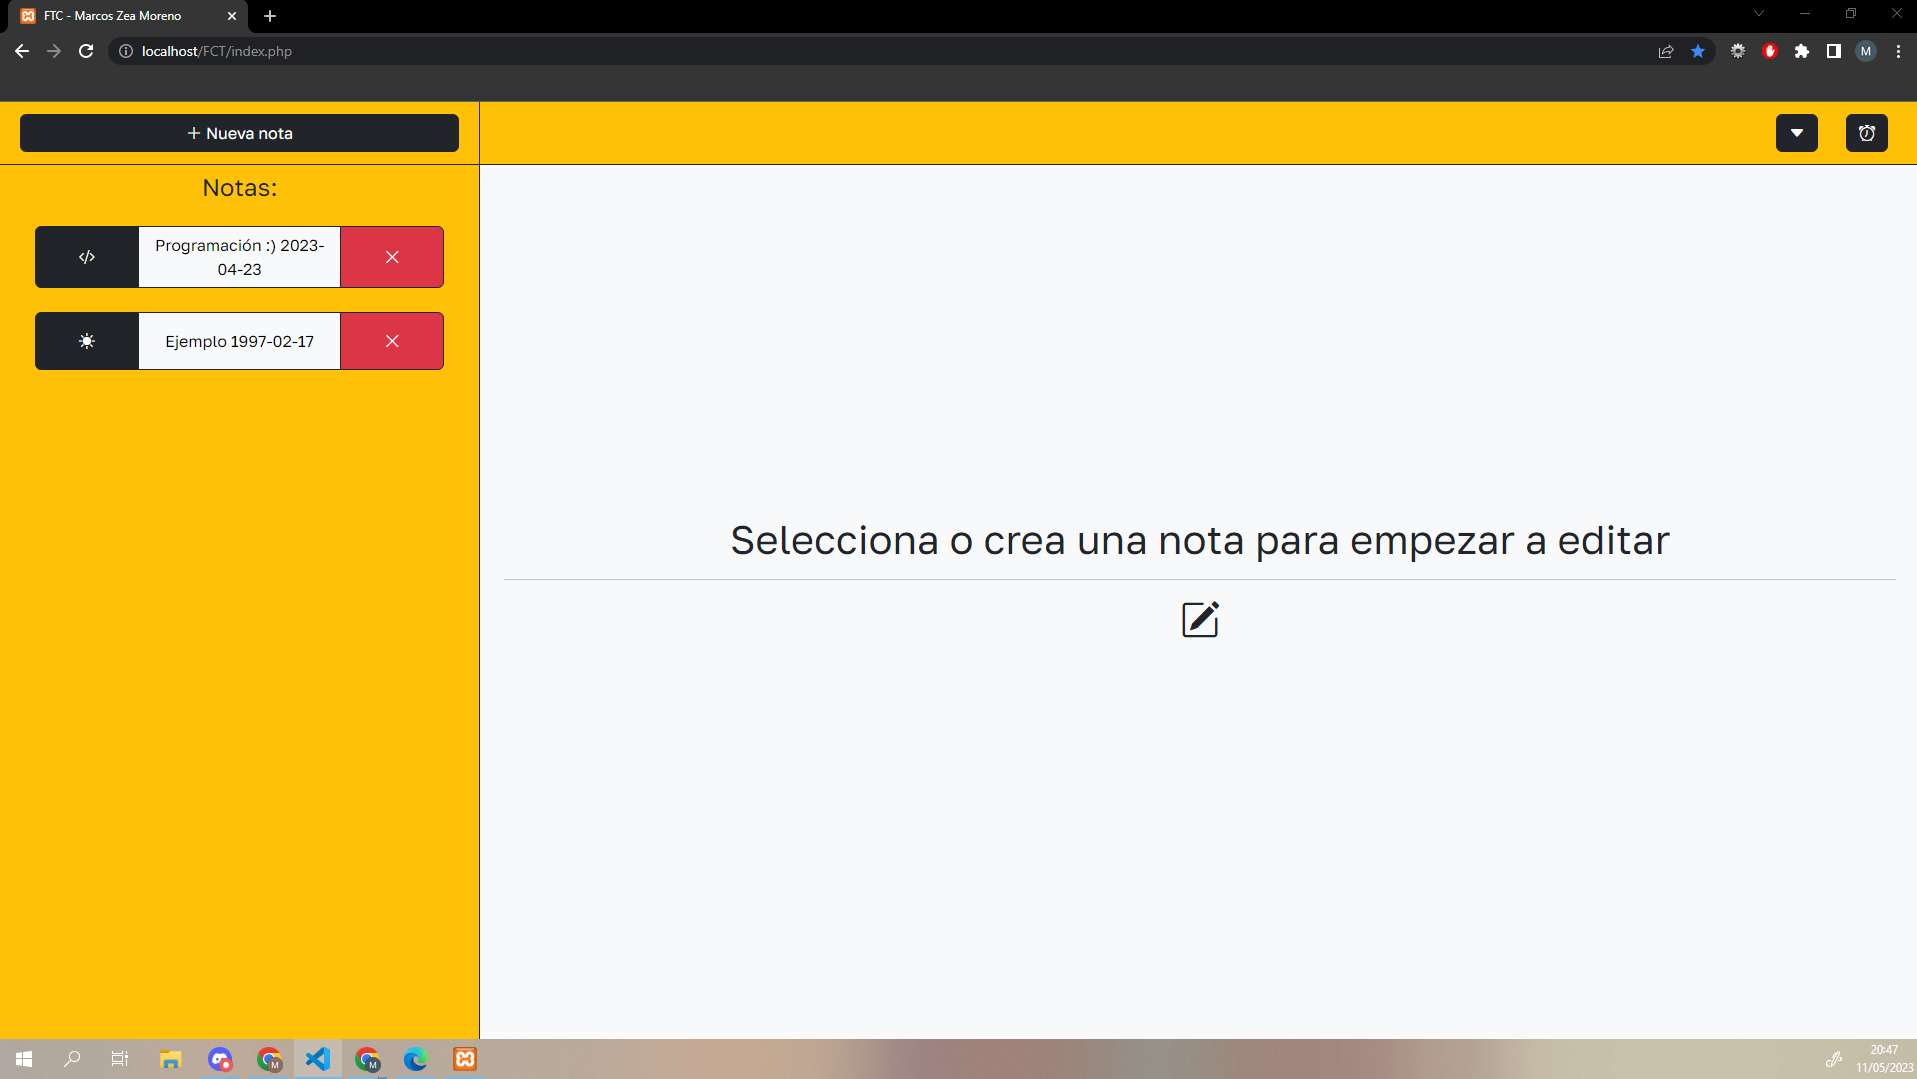 FTC - Marcos Zea Moreno
localhost/FCT/index.php
M
Nueva nota
Notas:
Programación :) 2023-
04-23
Ejemplo 1997-02-17
Selecciona o crea una nota para empezar a editar
M
M
20:47
11/05/2023